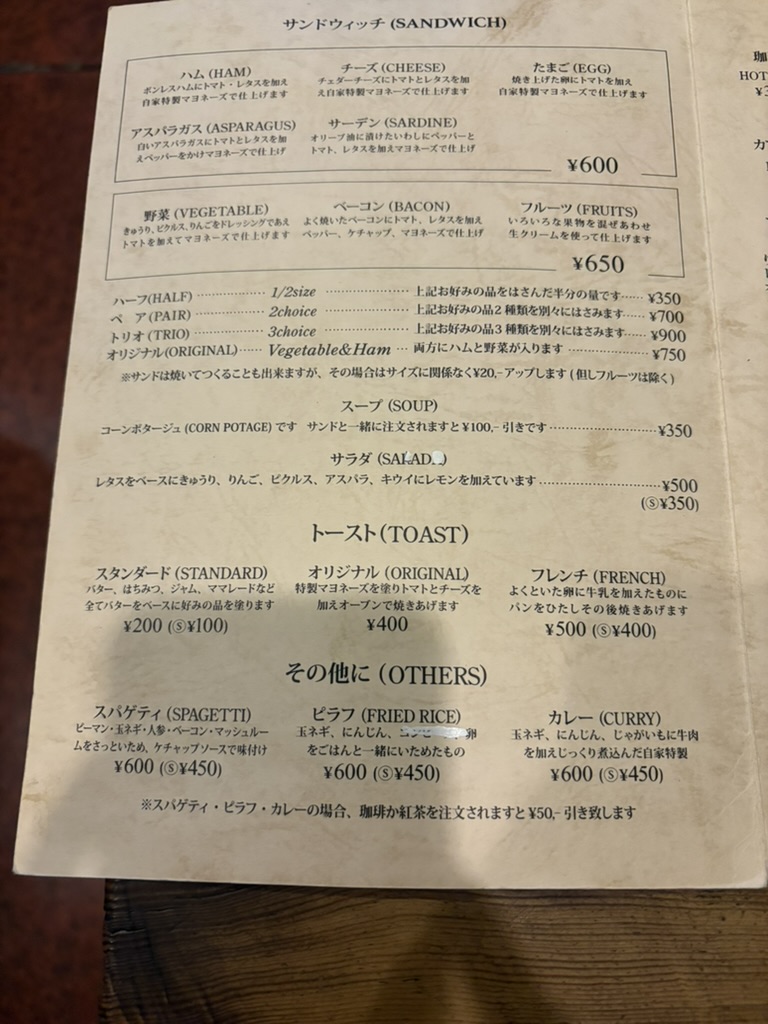 サンドウィッチ (SANDWICH)
ハム (HAM)
ボンレスハムにトマト・レタスを加え
自家特製マヨネーズで仕上げます
チーズ (CHEESE)
チェダーチーズにトマトとレタスを加
え自家特製マヨネーズで仕上げます
たまご (EGG)
焼き上げた卵にトマトを加え
自家特製マヨネーズで仕上げます
アスパラガス (ASPARAGUS)
白いアスパラガスにトマトとレタスを加
えペッパーをかけマヨネーズで仕上げ
サーデン (SARDINE)
オリーブ油に漬けたいわしにペッパーと
トマト、レタスを加えマヨネーズで仕上げ
¥600
野菜 (VEGETABLE)
きゅうり、ピクルス、りんごをドレッシングであえ
トマトを加えてマヨネーズで仕上げます
ベーコン (BACON)
よく焼いたベーコンにトマト、レタスを加え
ペッパー、ケチャップ、マヨネーズで仕上げ
フルーツ (FRUITS)
いろいろな果物を混ぜあわせ
生クリームを使って仕上げます
¥650
ハーフ(HALF) ………… 1/2size ………… 上記お好みの品をはさんだ半分の量です…… ¥350
ペ ア (PAIR) ………… 2choice ………… 上記お好みの品2種類を別々にはさみます…… ¥700
トリオ (TRIO) ………… 3choice ………… 上記お好みの品3種類を別々にはさみます…… ¥900
オリジナル(ORIGINAL)…… Vegetable&Ham … 両方にハムと野菜が入ります ………… ¥750
※サンドは焼いてつくることも出来ますが、その場合はサイズに関係なく¥20,-アップします (但しフルーツは除く)
スープ (SOUP)
コーンポタージュ (CORN POTAGE) です サンドと一緒に注文されますと ¥100,- 引きです ………… ¥350
サラダ (SALAD)
レタスをベースにきゅうり、りんご、ピクルス、アスパラ、キウイにレモンを加えています ………… ¥500
(Ⓢ¥350)
トースト (TOAST)
スタンダード (STANDARD)
バター、はちみつ、ジャム、ママレードなど
全てバターをベースに好みの品を塗ります
¥200 (Ⓢ¥100)
オリジナル (ORIGINAL)
特製マヨネーズを塗りトマトとチーズを
加えオーブンで焼きあげます
¥400
フレンチ (FRENCH)
よくといた卵に牛乳を加えたものに
パンをひたしその後焼きあげます
¥500 (Ⓢ¥400)
その他に (OTHERS)
スパゲティ (SPAGETTI)
ピーマン・玉ネギ・人参・ベーコン・マッシュルー
ムをさっといため、ケチャップソースで味付け
¥600 (Ⓢ¥450)
ピラフ (FRIED RICE)
玉ネギ、にんじん、卵
をごはんと一緒にいためたもの
¥600 (Ⓢ¥450)
カレー (CURRY)
玉ネギ、にんじん、じゃがいもに牛肉
を加えじっくり煮込んだ自家特製
¥600 (Ⓢ¥450)
※スパゲティ・ピラフ・カレーの場合、珈琲か紅茶を注文されますと ¥50,- 引き致します
珈
HOT